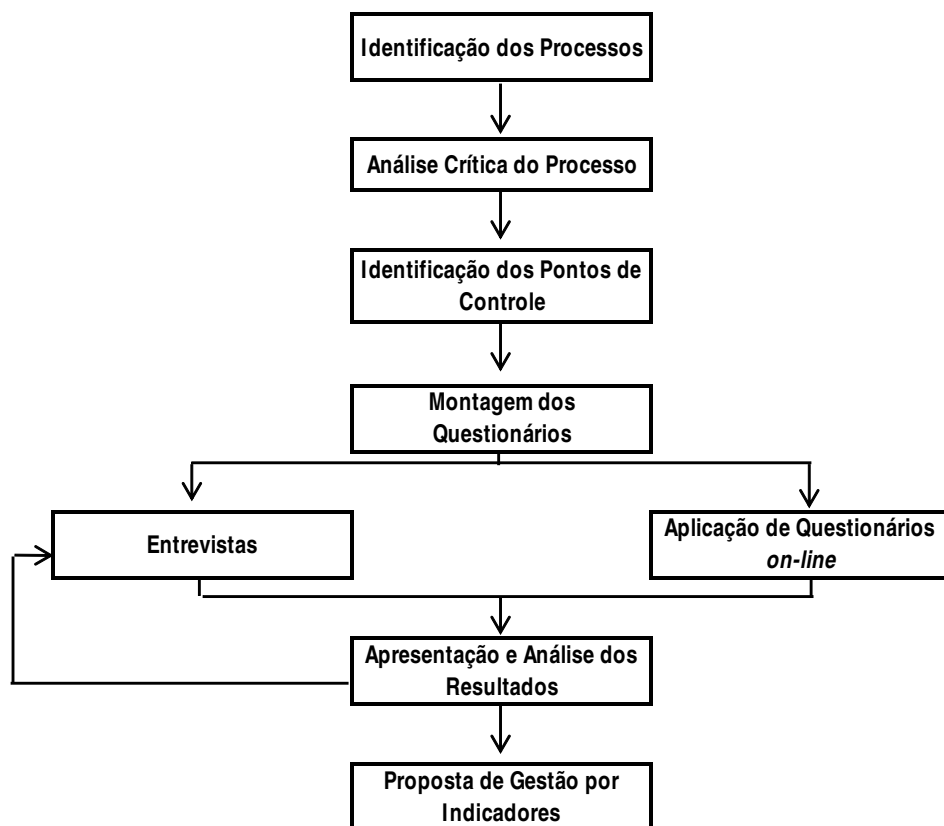 Identificação dos Processos
Análise Crítica do Processo
Identificação dos Pontos de
Controle
Montagem dos
Questionários
Entrevistas
Aplicação de Questionários
on-line
Apresentação e Análise dos
Resultados
Proposta de Gestão por
Indicadores